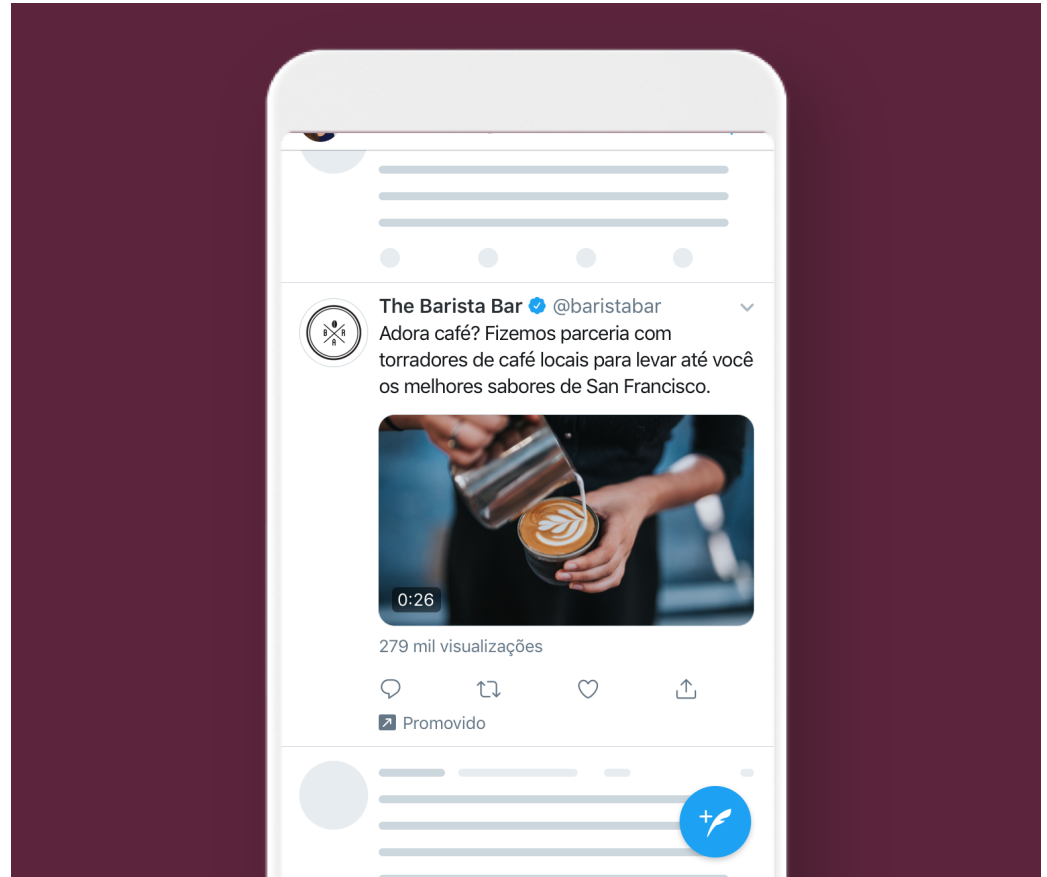 The Barista Bar @baristabar
Adora café? Fizemos parceria com
torradores de café locais para levar até você
os melhores sabores de San Francisco.
B R
A
0:26
279 mil visualizações
Promovido